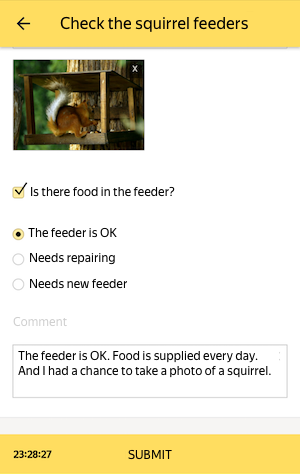 Check the squirrel feeders
x
Is there food in the feeder?
The feeder is OK
Needs repairing
Needs new feeder
Comment
The feeder is OK. Food is supplied every day.
And I had a chance to take a photo of a squirrel.
23:28:27 SUBMIT